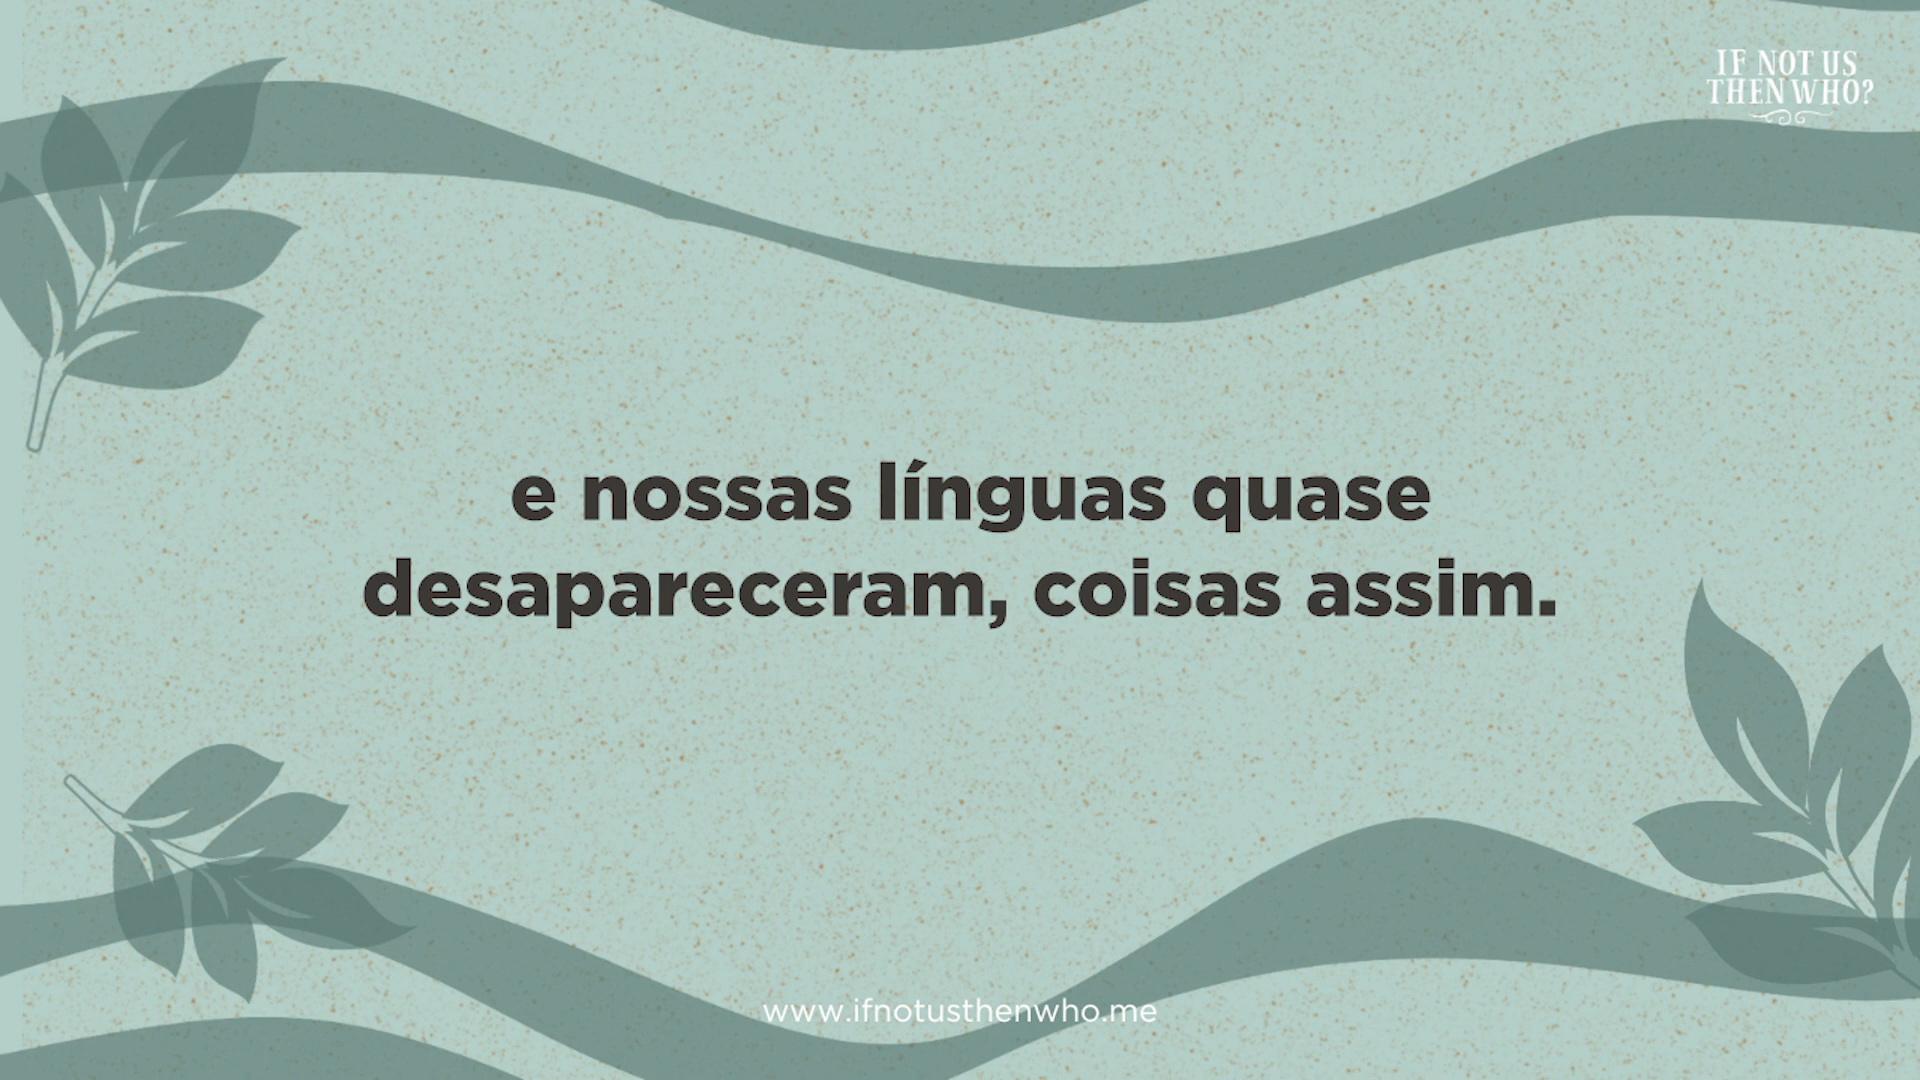 IF NOT US
THEN WHO?
e nossas línguas quase
desapareceram, coisas assim.
www.ifnotusthenwho.me